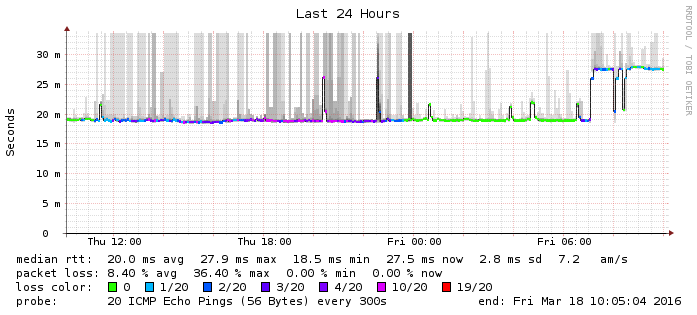 Last 24 Hours
RRDTOOL / TOBI OETIKER
Seconds
30 m
25 m
20 m
15 m
10 m
5 m
0
Thu 12:00 Thu 18:00 Fri 00:00 Fri 06:00
median rtt: 20.0 ms avg 27.9 ms max 18.5 ms min 27.5 ms now 2.8 ms sd 7.2 am/s
packet loss: 8.40 % avg 36.40 % max 0.00 % min 0.00 % now
loss color: 0 1/20 2/20 3/20 4/20 10/20 19/20
probe: 20 ICMP Echo Pings (56 Bytes) every 300s end: Fri Mar 18 10:05:04 2016